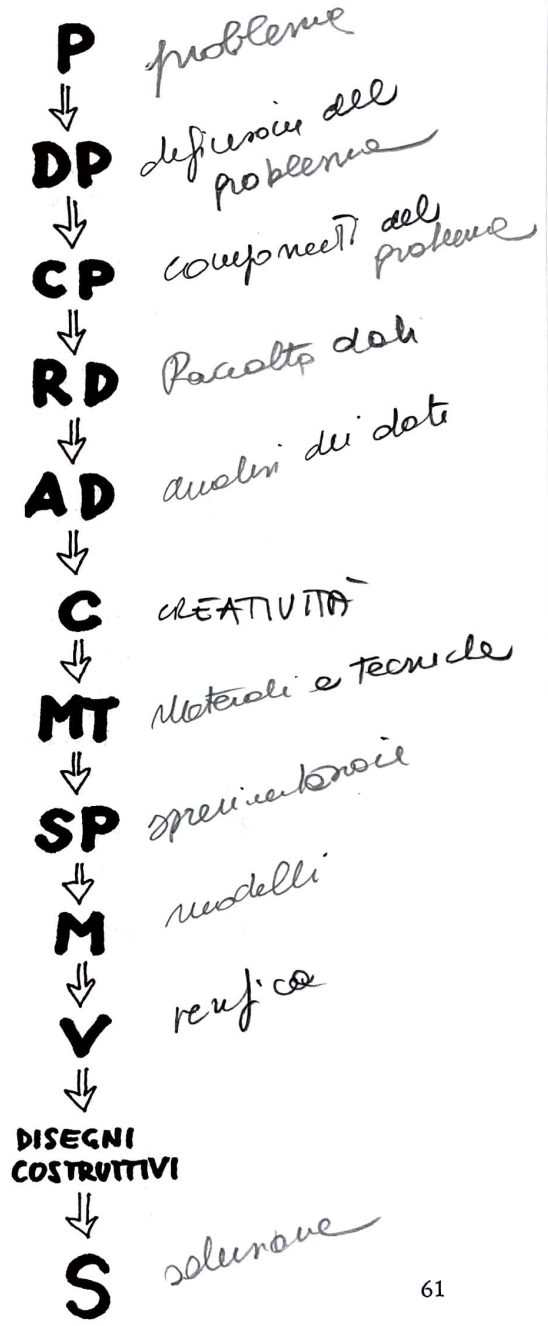 P problema
DP definizione del
problema
CP componenti del
problema
RD Raccolta dati
AD analisi dei dati
C CREATIVITÀ
MT Materiali e Tecniche
SP sperimentazione
M modelli
V verifica
DISEGNI
COSTRUTTIVI
S soluzione
61